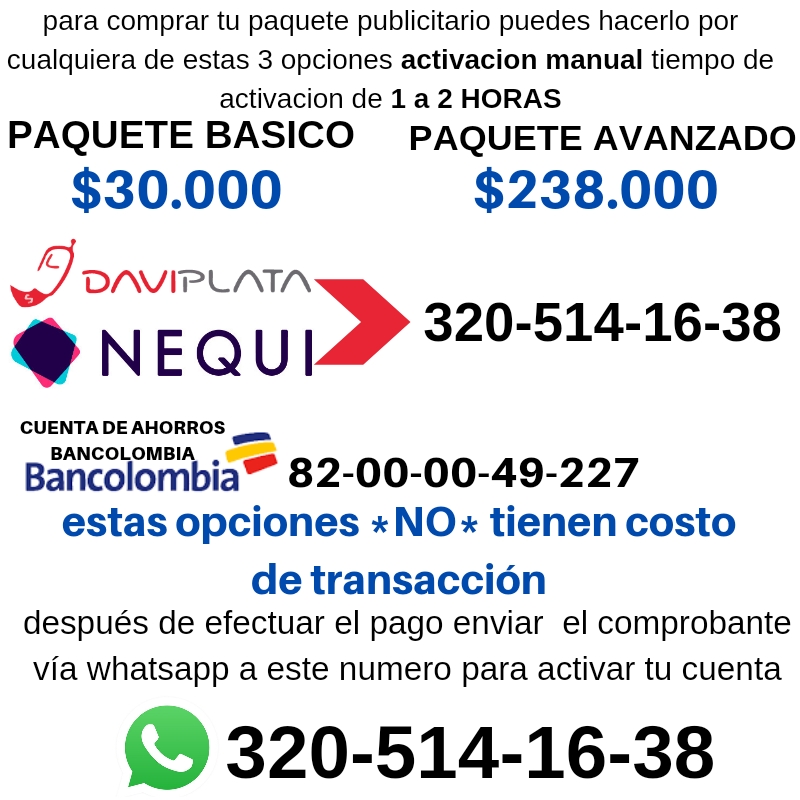 para comprar tu paquete publicitario puedes hacerlo por
cualquiera de estas 3 opciones activacion manual tiempo de
activacion de 1 a 2 HORAS
PAQUETE BASICO
$30.000
PAQUETE AVANZADO
$238.000
DAVIPLATA
NEQUI
320-514-16-38
CUENTA DE AHORROS
BANCOLOMBIA
Bancolombia
82-00-00-49-227
estas opciones *NO* tienen costo
de transacción
después de efectuar el pago enviar el comprobante
vía whatsapp a este numero para activar tu cuenta
320-514-16-38